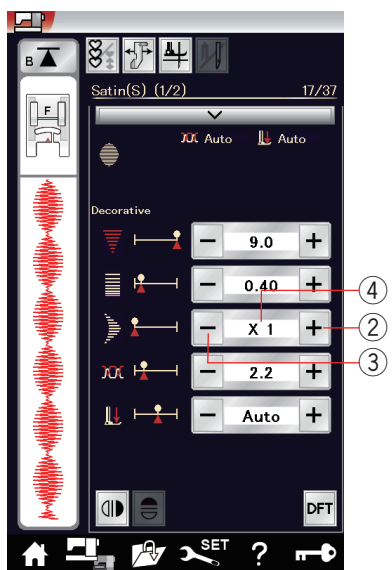 B
F
Satin(S) (1/2) 17/37
Auto Auto
Decorative
− 9.0 +
− 0.40 +
④
− X 1 +
②
③
− 2.2 +
− Auto +
DFT
SET
?